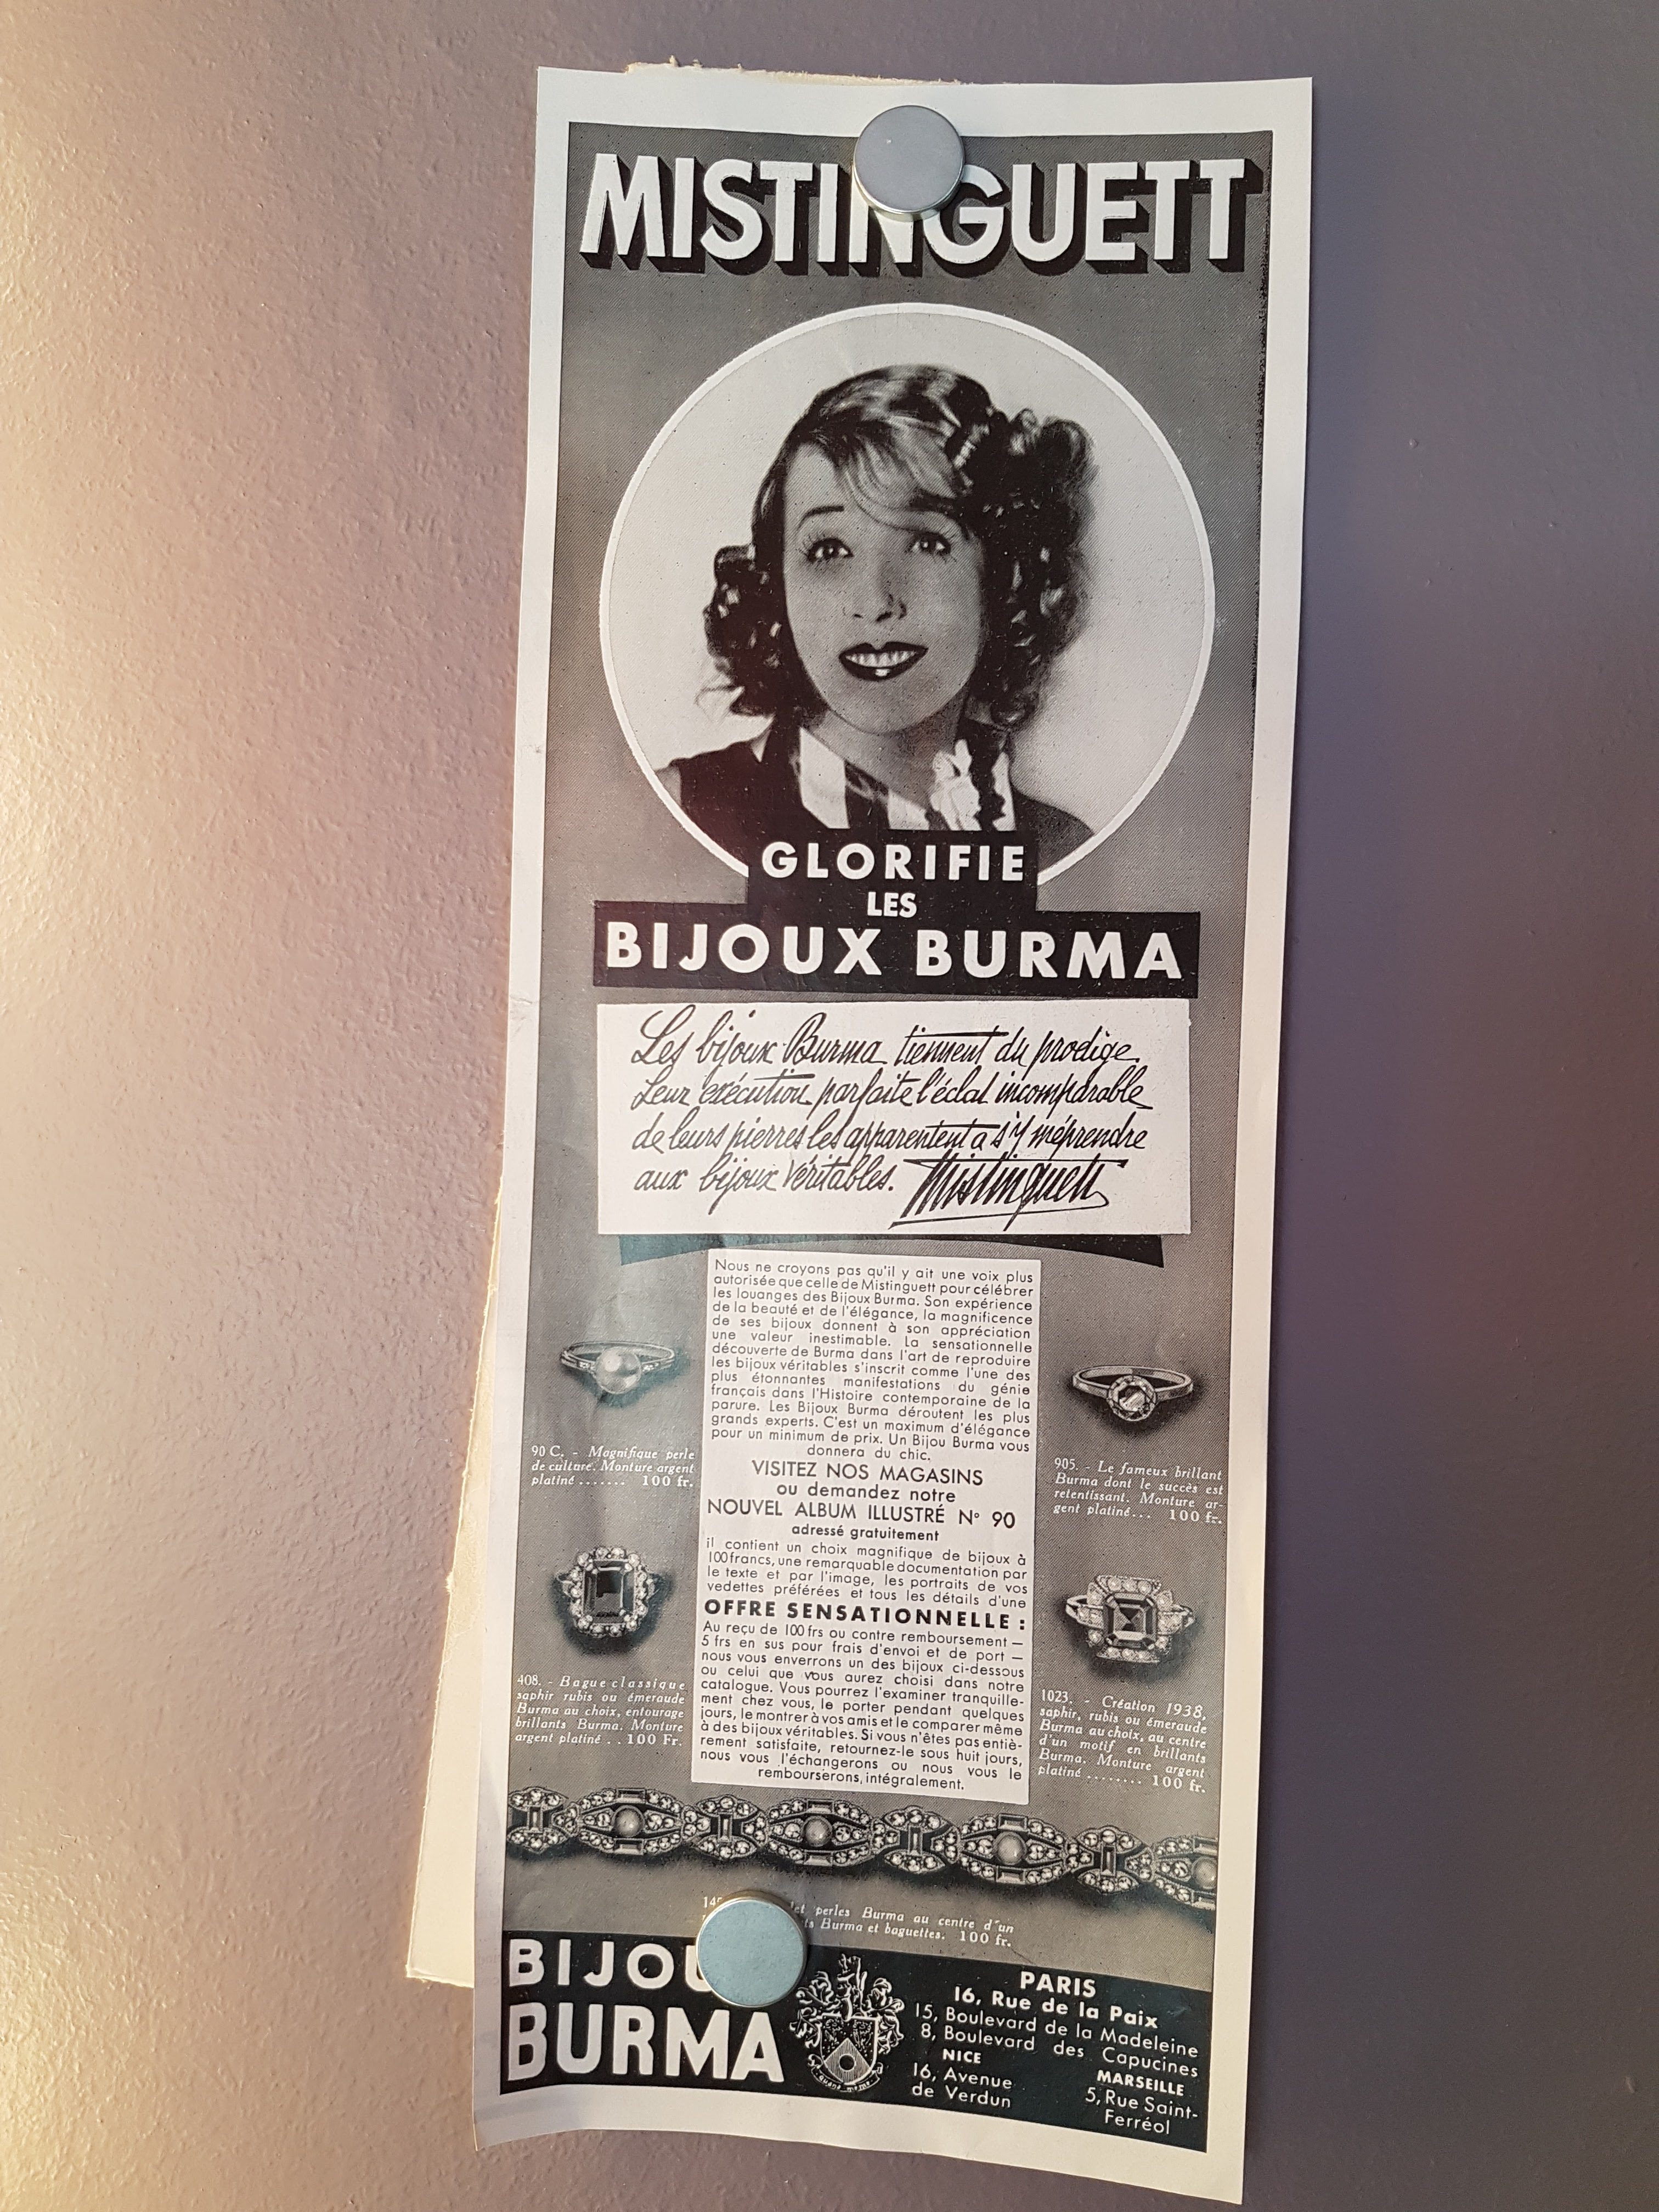 MISTINGUETT
GLORIFIE
LES
BIJOUX BURMA
Les bijoux Burma tiennent du prodige
Leur exécution parfaite l'éclat incomparable
de leurs pierres les apparentent a s'y méprendre
aux bijoux véritables. Mistinguett
Nous ne croyons pas qu'il y ait une voix plus
autorisée que celle de Mistinguett pour célébrer
les louanges des Bijoux Burma. Son expérience
de la beauté et de l'élégance, la magnificence
de ses bijoux donnent à son appréciation
une valeur inestimable. La sensationnelle
découverte de Burma dans l'art de reproduire
les bijoux véritables s'inscrit comme l'une des
plus étonnantes manifestations du génie
français dans l'Histoire contemporaine de la
parure. Les Bijoux Burma déroutent les plus
grands experts. C'est un maximum d'élégance
pour un minimum de prix. Un Bijou Burma vous
donnera du chic.
VISITEZ NOS MAGASINS
ou demandez notre
NOUVEL ALBUM ILLUSTRÉ N° 90
adressé gratuitement
il contient un choix magnifique de bijoux à
100 francs, une remarquable documentation par
le texte et par l'image, les portraits de vos
vedettes préférées et tous les détails d'une
OFFRE SENSATIONNELLE :
Au reçu de 100 frs ou contre remboursement —
5 frs en sus pour frais d'envoi et de port —
nous vous enverrons un des bijoux ci-dessous
ou celui que vous aurez choisi dans notre
catalogue. Vous pourrez l'examiner tranquille-
ment chez vous, le porter pendant quelques
jours, le montrer à vos amis et le comparer même
à des bijoux véritables. Si vous n'êtes pas entiè-
rement satisfaite, retournez-le sous huit jours,
nous vous l'échangerons ou nous vous le
rembourserons, intégralement.
90 C. - Magnifique perle
de culture. Monture argent
platiné ....... 100 fr.
905. - Le fameux brillant
Burma dont le succès est
retentissant. Monture ar-
gent platiné... 100 fr.
408. - Bague classique
saphir rubis ou émeraude
Burma au choix, entourage
brillants Burma. Monture
argent platiné . . 100 Fr.
1023. - Création 1938,
saphir, rubis ou émeraude
Burma au choix, au centre
d'un motif en brillants
Burma. Monture argent
platiné ........ 100 fr.
perles Burma au centre d'un
Burma et baguettes. 100 fr.
BIJOU
BURMA
quand même
PARIS
16, Rue de la Paix
15, Boulevard de la Madeleine
8, Boulevard des Capucines
NICE
16, Avenue
de Verdun
MARSEILLE
5, Rue Saint-
Ferréol